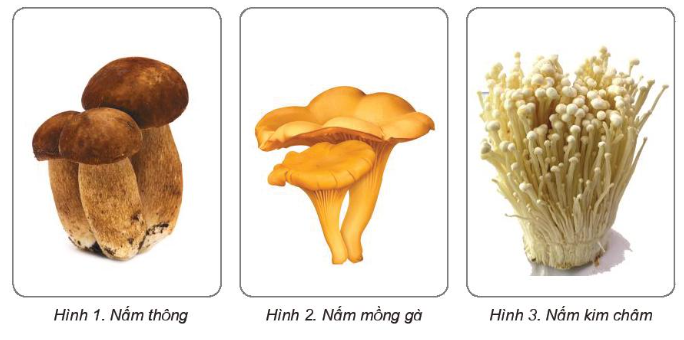 Hình 1. Nấm thông
Hình 2. Nấm mồng gà
Hình 3. Nấm kim châm